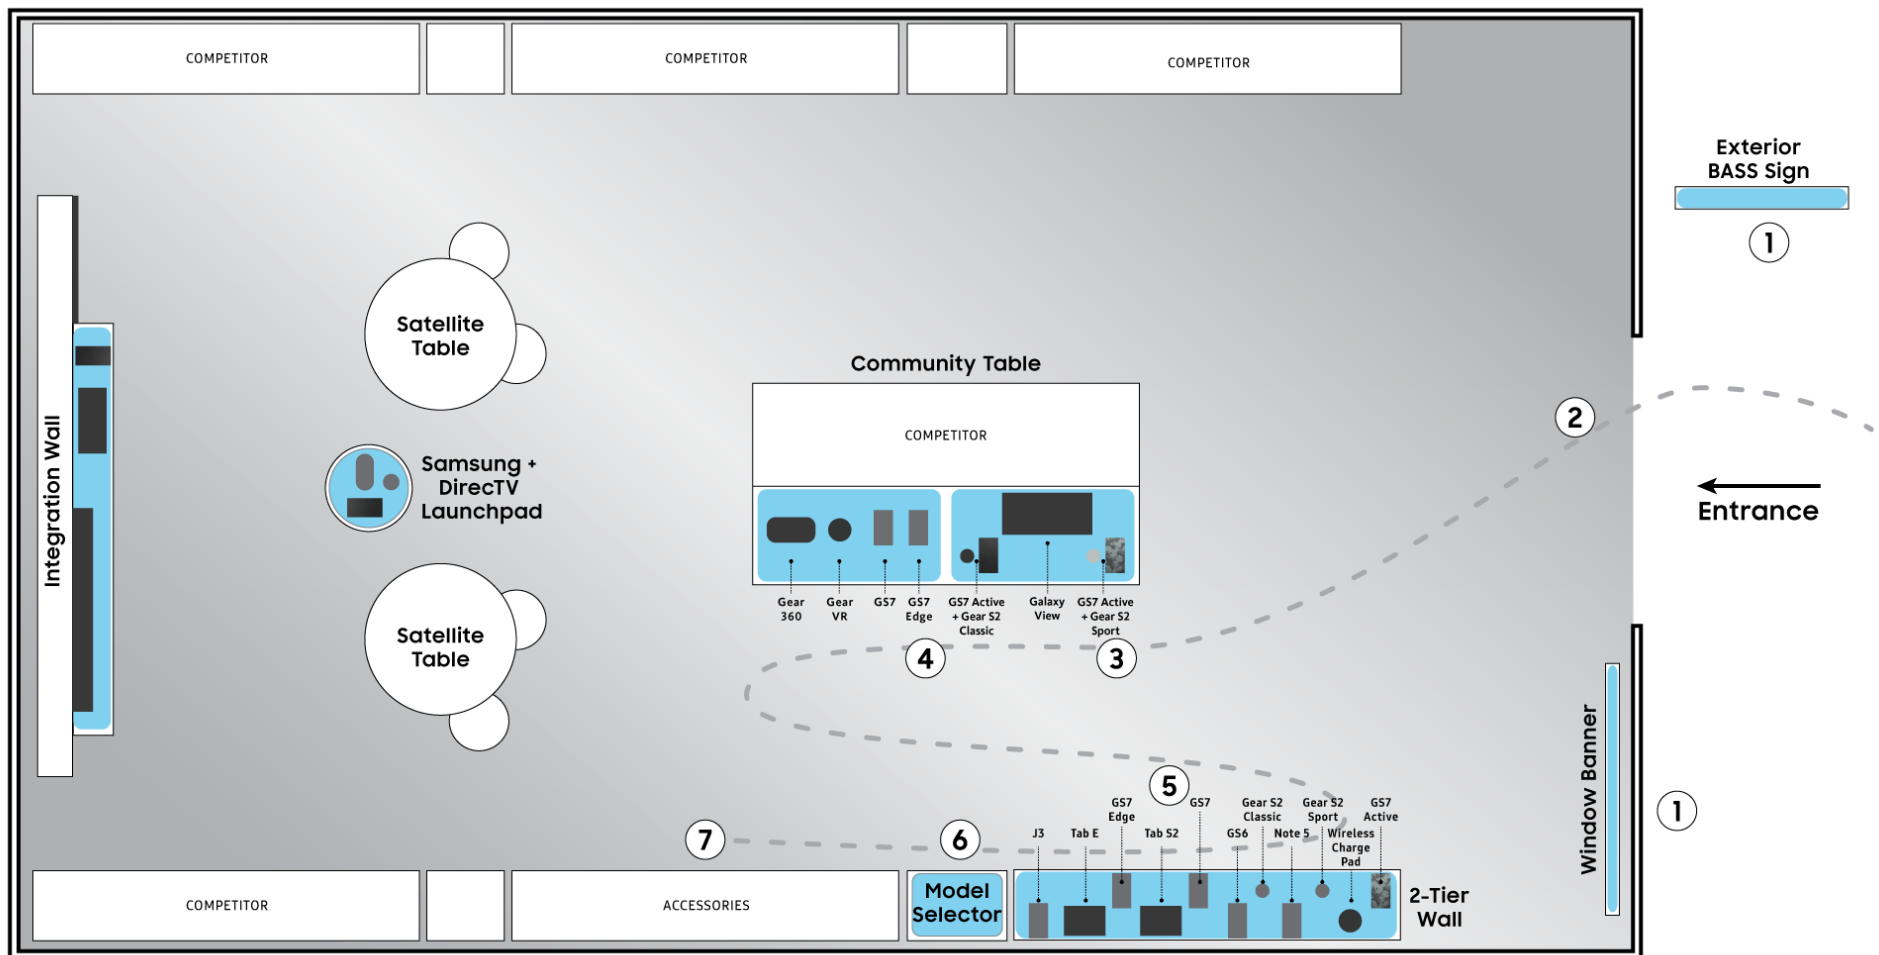 COMPETITOR
COMPETITOR
COMPETITOR
Exterior
BASS Sign
1
Satellite
Table
Community Table
COMPETITOR
2
Integration Wall
Samsung +
DirecTV
Launchpad
Entrance
Gear
360
Gear
VR
GS7
GS7
Edge
GS7 Active
+ Gear S2
Classic
Galaxy
View
GS7 Active
+ Gear S2
Sport
Satellite
Table
4
3
Window Banner
1
5
7
6
J3
Tab E
GS7
Edge
Tab S2
GS7
GS6
Gear S2
Classic
Note 5
Gear S2
Sport
Wireless
Charge
Pad
GS7
Active
COMPETITOR
ACCESSORIES
Model
Selector
2-Tier
Wall